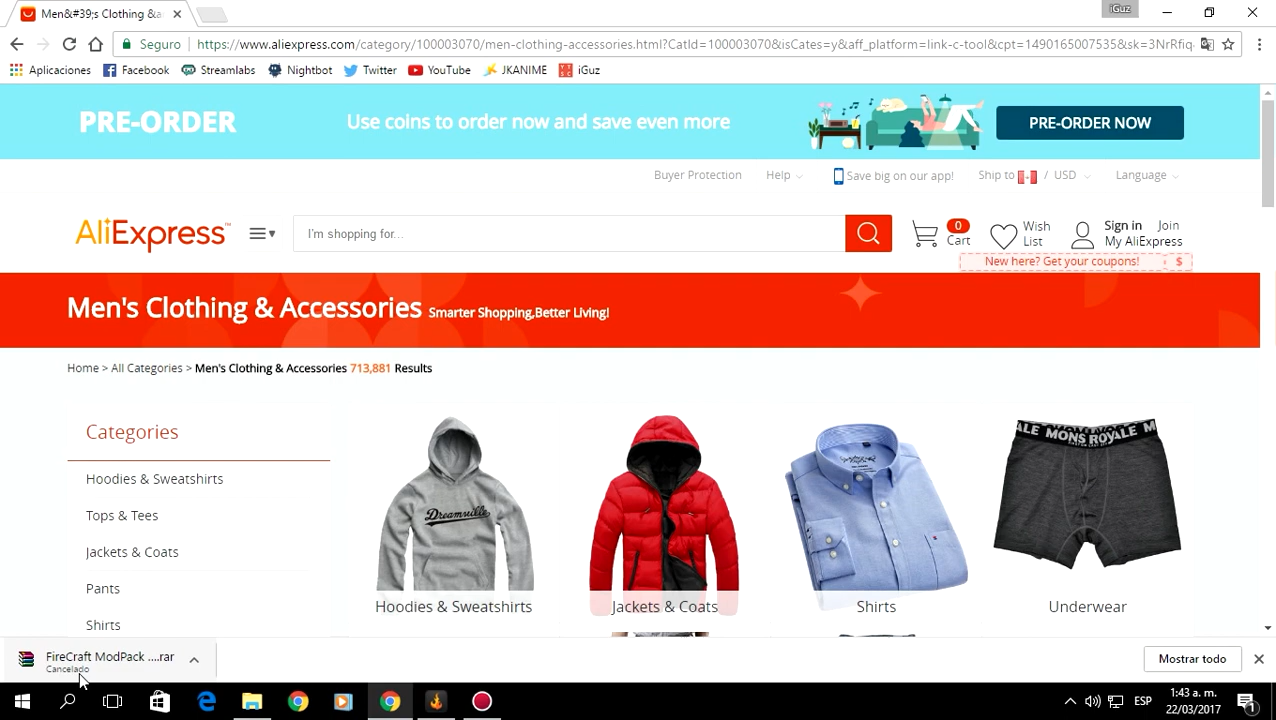 Men&#39;s Clothing &a
iGuz
Seguro
https://www.aliexpress.com/category/100003070/men-clothing-accessories.html?CatId=100003070&isCates=y&aff_platform=link-c-tool&cpt=1490165007535&sk=3NrRfiq
Aplicaciones Facebook Streamlabs Nightbot Twitter YouTube JKANIME iGuz
PRE-ORDER Use coins to order now and save even more PRE-ORDER NOW
Buyer Protection Help Save big on our app! Ship to / USD Language
AliExpress™ I'm shopping for... 0 Cart Wish List Sign in Join My AliExpress
New here? Get your coupons! $
Men's Clothing & Accessories Smarter Shopping,Better Living!
Home > All Categories > Men's Clothing & Accessories 713,881 Results
Categories
Hoodies & Sweatshirts
Tops & Tees
Jackets & Coats
Pants
Shirts
Dreamville
ALE MONS ROYALE M
Hoodies & Sweatshirts Jackets & Coats Shirts Underwear
FireCraft ModPack ....rar
Cancelado
Mostrar todo
ESP
1:43 a. m.
22/03/2017
1